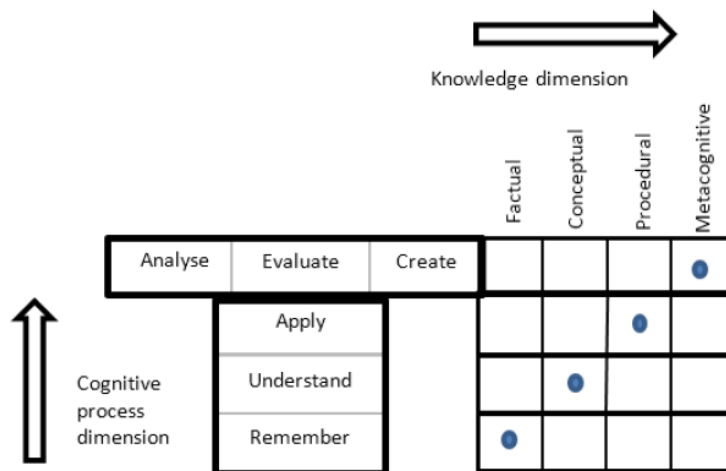 Knowledge dimension
Factual
Conceptual
Procedural
Metacognitive
Analyse Evaluate Create
Apply
Understand
Remember
Cognitive
process
dimension